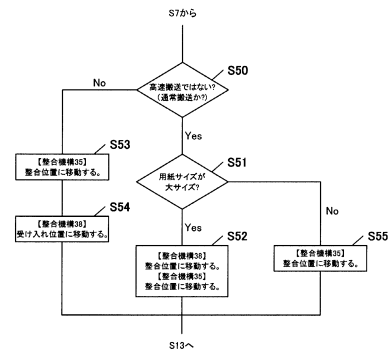 S7から
高速搬送ではない?
(通常搬送か?)
S50
No
Yes
S53
【整合機構35】
整合位置に移動する。
用紙サイズが
大サイズ?
S51
S54
【整合機構38】
受け入れ位置に移動する。
Yes
No
S52
【整合機構38】
整合位置に移動する。
【整合機構35】
整合位置に移動する。
S55
【整合機構35】
整合位置に移動する。
S13へ